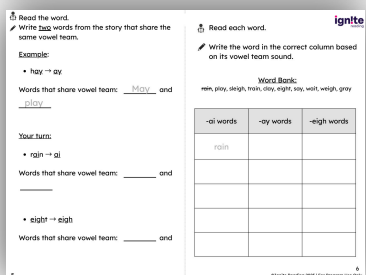 Read the word.
Write two words from the story that share the
same vowel team.
Example:
• hay → ay
Words that share vowel team: May and
play
Your turn:
• rain → ai
Words that share vowel team: ________ and
________
• eight → eigh
Words that share vowel team: ________ and
ignite
reading
Read each word.
Write the word in the correct column based
on its vowel team sound.
Word Bank:
rain, play, sleigh, train, clay, eight, say, wait, weigh, gray
-ai words -ay words -eigh words
rain
6